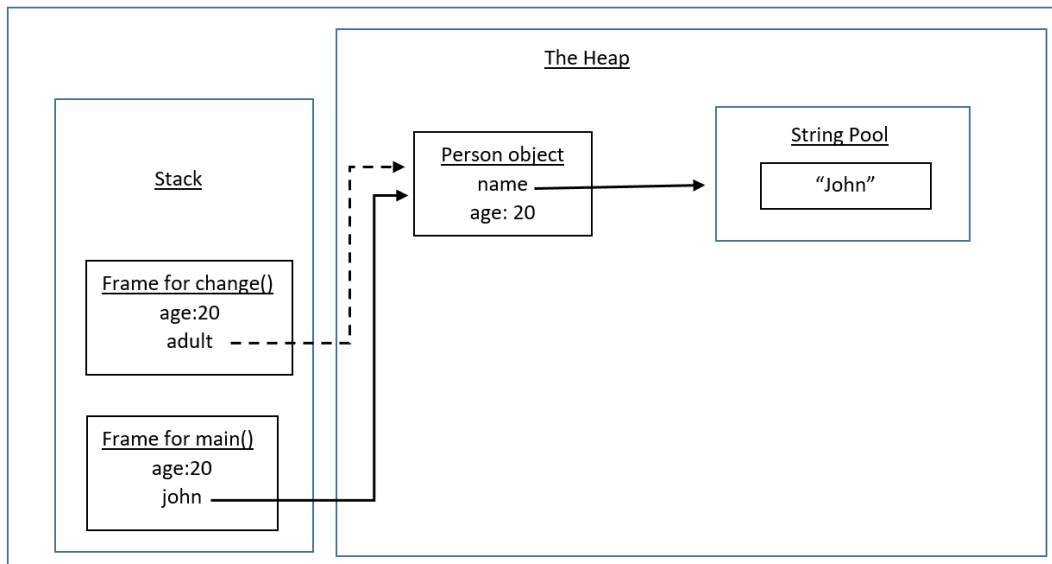 The Heap
Stack
Person object
name
age: 20
String Pool
“John”
Frame for change()
age:20
adult
Frame for main()
age:20
john